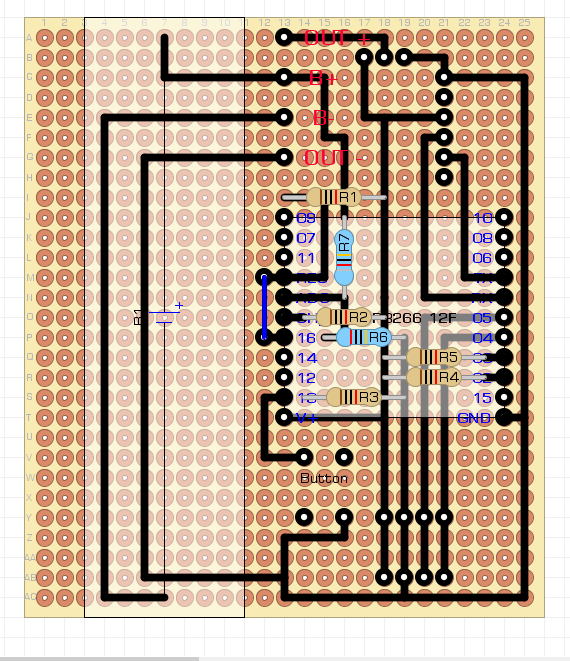 1 2 3 4 5 6 7 8 9 10 11 12 13 14 15 16 17 18 19 20 21 22 23 24 25
A OUT +
B
C B+
D
E B-
F
G OUT -
H
I R1
J 09 10
K 07 R7 08
L 11 06
M
N
O R2 8266 12F 05
B1 +
P 16 R6 04
Q 14 R5
R 12 R4
S 13 R3 15
T V+ GND
U
V
W Button
X
Y
Z
AA
AB
AC